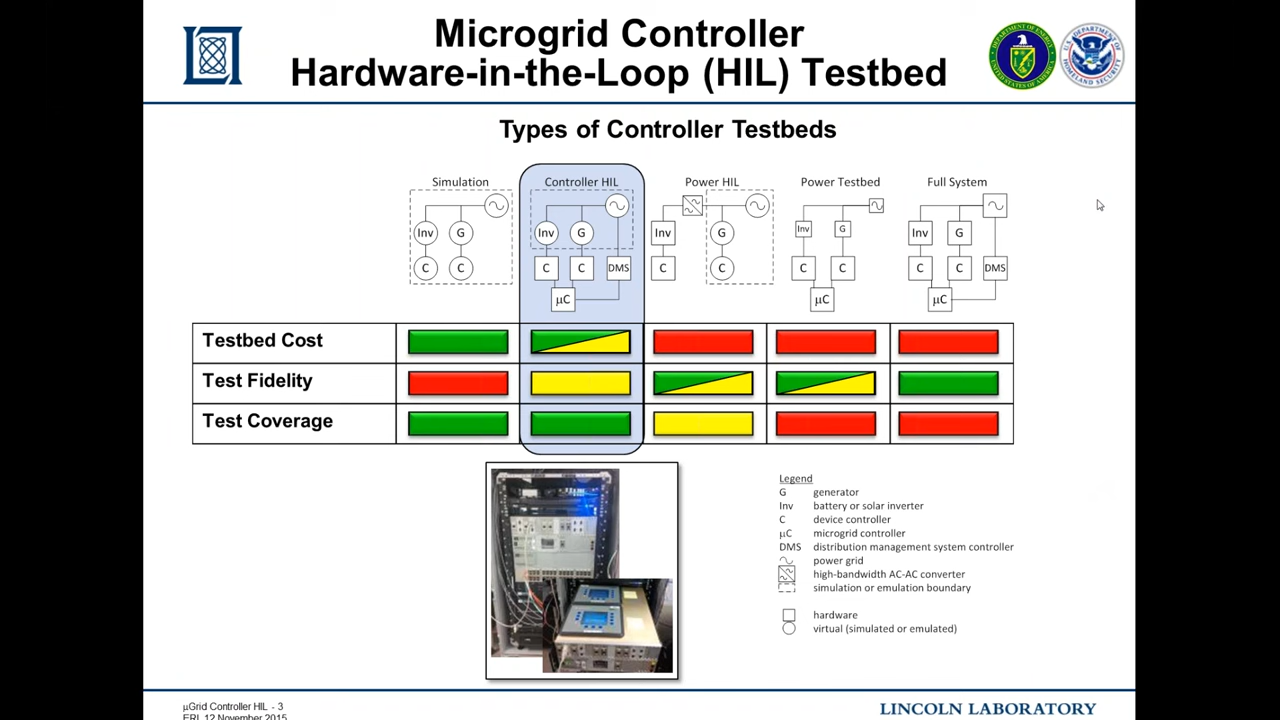 Microgrid Controller
Hardware-in-the-Loop (HIL) Testbed
Types of Controller Testbeds
Simulation
Controller HIL
Power HIL
Power Testbed
Full System
Inv G Inv G Inv G Inv G Inv G
C C C C DMS C C C C C C DMS
µC µC µC
Testbed Cost
Test Fidelity
Test Coverage
Legend
G generator
Inv battery or solar inverter
C device controller
µC microgrid controller
DMS distribution management system controller
power grid
high-bandwidth AC-AC converter
simulation or emulation boundary
hardware
virtual (simulated or emulated)
µGrid Controller HIL - 3
ERL 12 November 2015
LINCOLN LABORATORY